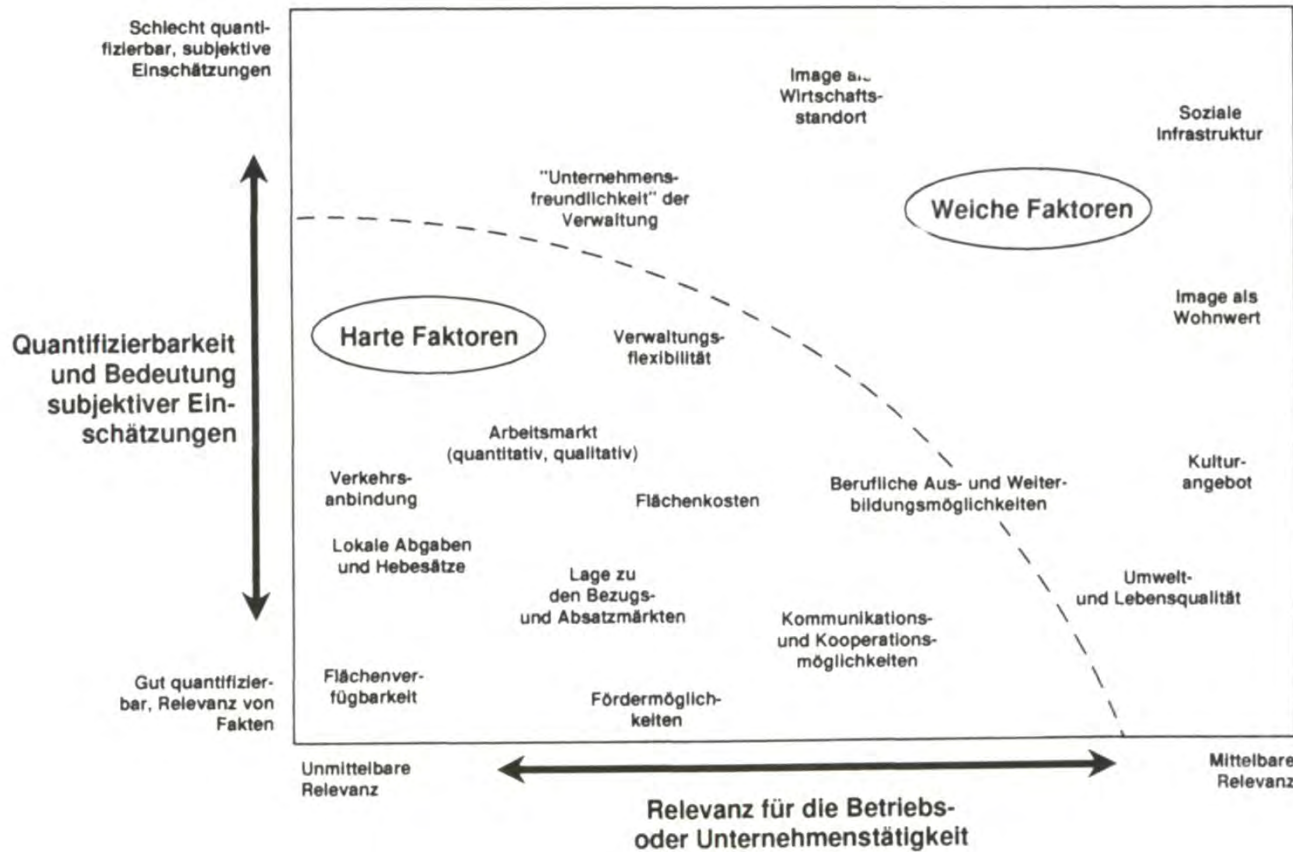 Schlecht quanti-
fizierbar, subjektive
Einschätzungen
Image
Wirtschafts-
standort
Soziale
Infrastruktur
"Unternehmens-
freundlichkeit" der
Verwaltung
Weiche Faktoren
Image als
Wohnwert
Harte Faktoren
Verwaltungs-
flexibilität
Quantifizierbarkeit
und Bedeutung
subjektiver Ein-
schätzungen
Arbeitsmarkt
(quantitativ, qualitativ)
Verkehrs-
anbindung
Flächenkosten
Berufliche Aus- und Weiter-
bildungsmöglichkeiten
Kultur-
angebot
Lokale Abgaben
und Hebesätze
Lage zu
den Bezugs-
und Absatzmärkten
Umwelt-
und Lebensqualität
Kommunikations-
und Kooperations-
möglichkeiten
Flächenver-
fügbarkeit
Fördermöglich-
keiten
Gut quantifizier-
bar, Relevanz von
Fakten
Unmittelbare
Relevanz
Mittelbare
Relevanz
Relevanz für die Betriebs-
oder Unternehmenstätigkeit